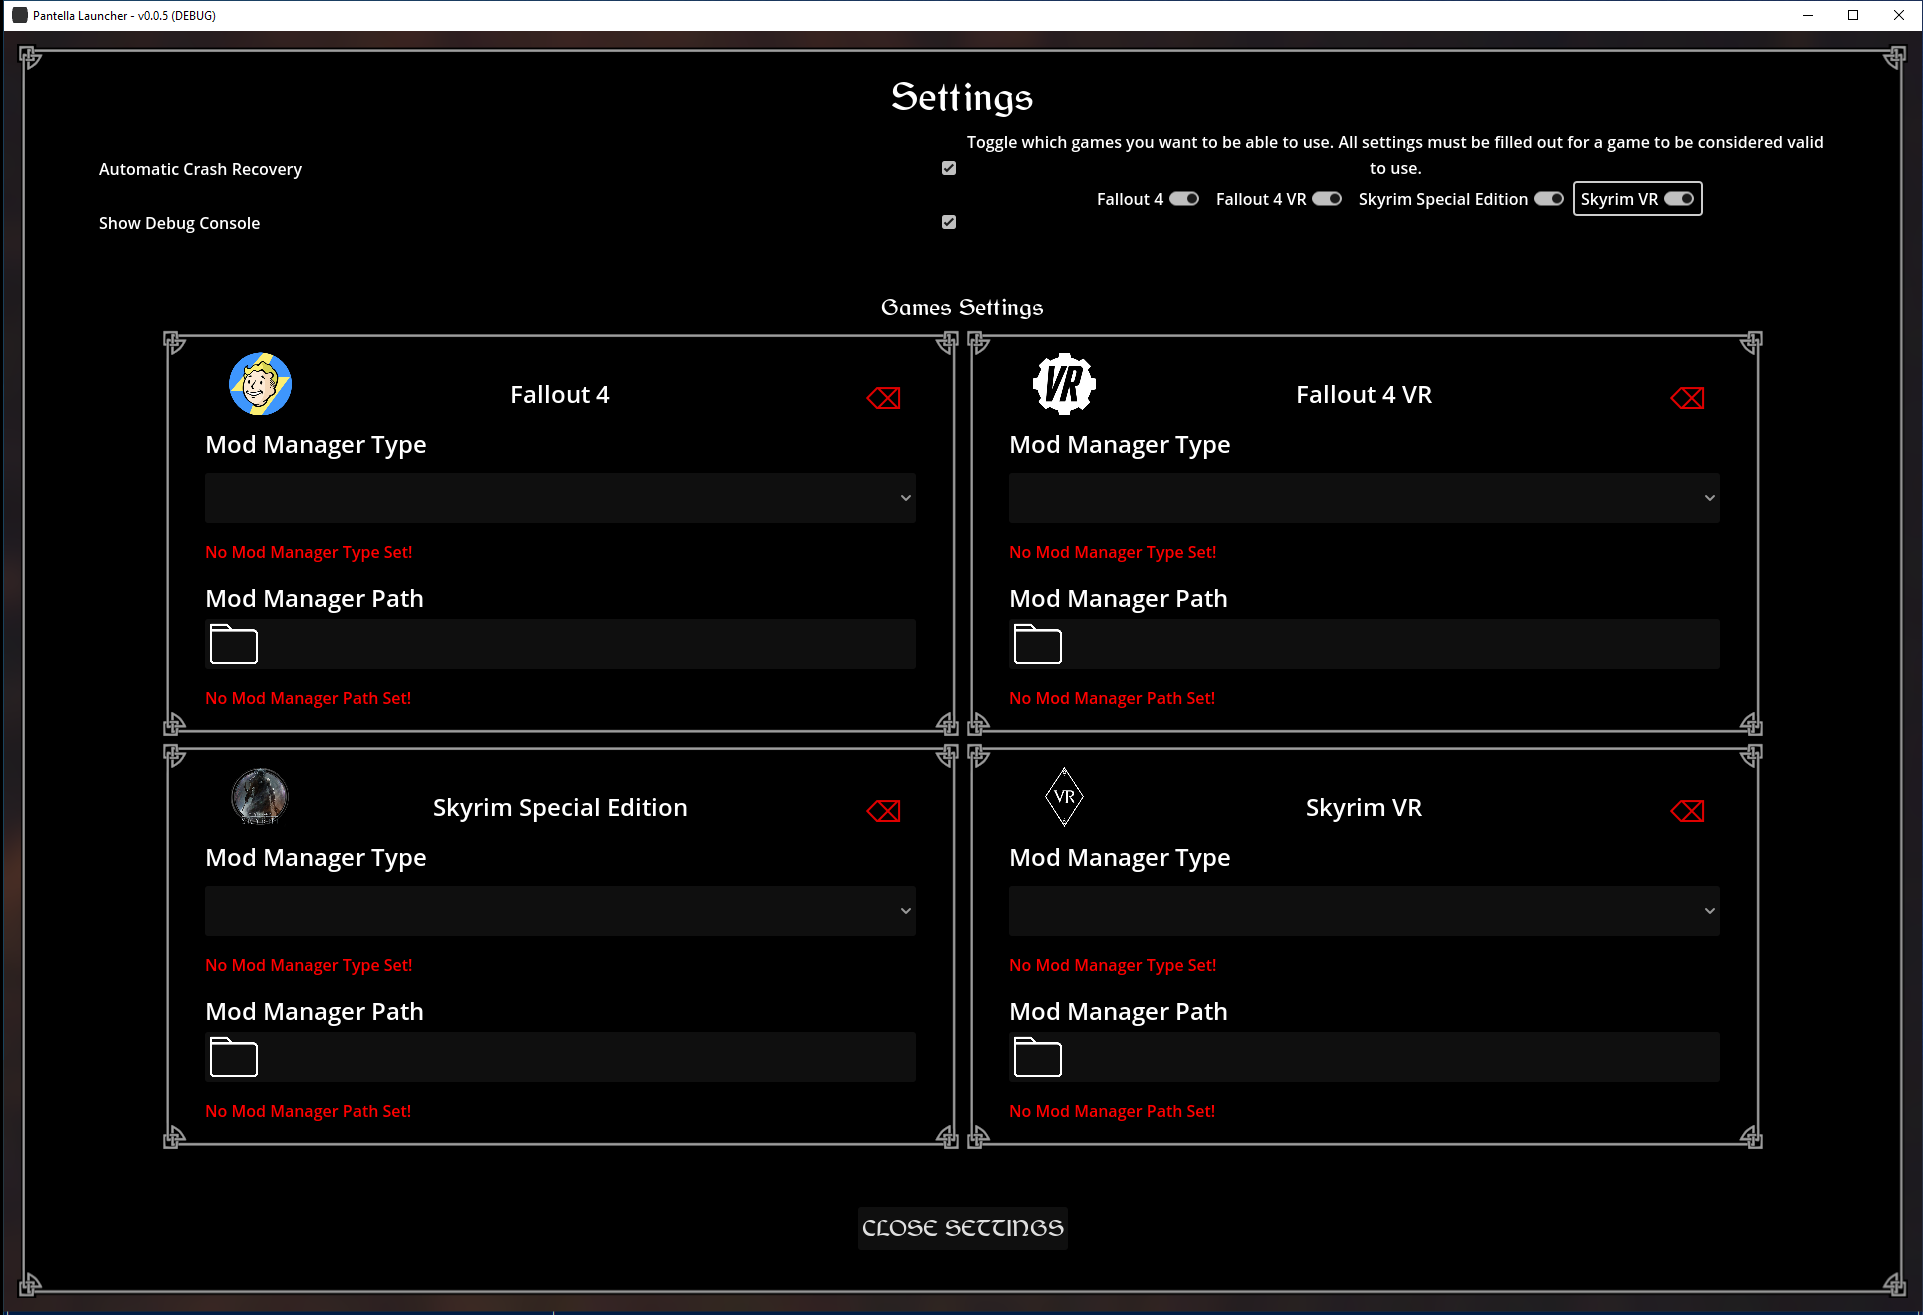 Pantella Launcher - v0.0.5 (DEBUG)
Settings
Automatic Crash Recovery
Show Debug Console
Toggle which games you want to be able to use. All settings must be filled out for a game to be considered valid
to use.
Fallout 4 Fallout 4 VR Skyrim Special Edition Skyrim VR
Games Settings
Fallout 4
Mod Manager Type
No Mod Manager Type Set!
Mod Manager Path
No Mod Manager Path Set!
VR
Fallout 4 VR
Mod Manager Type
No Mod Manager Type Set!
Mod Manager Path
No Mod Manager Path Set!
SKYRIM
Skyrim Special Edition
Mod Manager Type
No Mod Manager Type Set!
Mod Manager Path
No Mod Manager Path Set!
VR
Skyrim VR
Mod Manager Type
No Mod Manager Type Set!
Mod Manager Path
No Mod Manager Path Set!
CLOSE SETTINGS